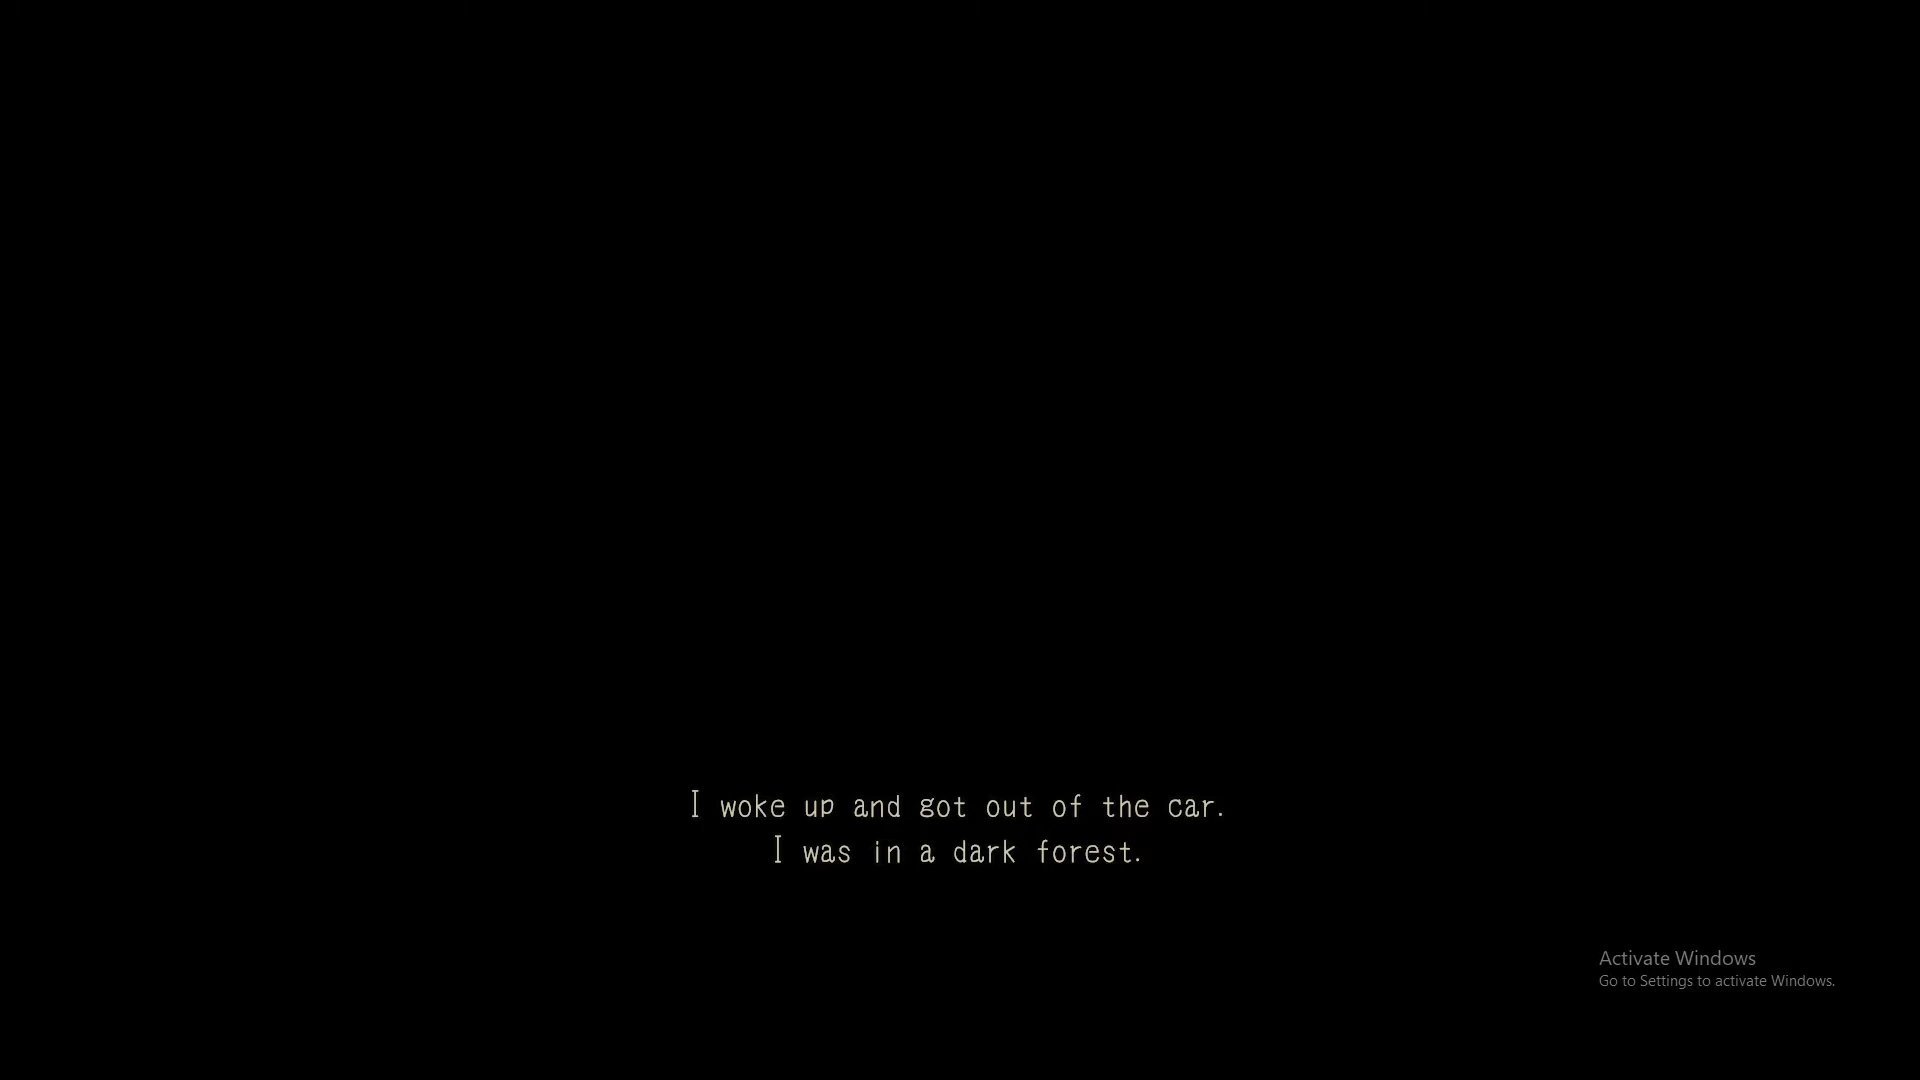 I woke up and got out of the car.
I was in a dark forest.
Activate Windows
Go to Settings to activate Windows.